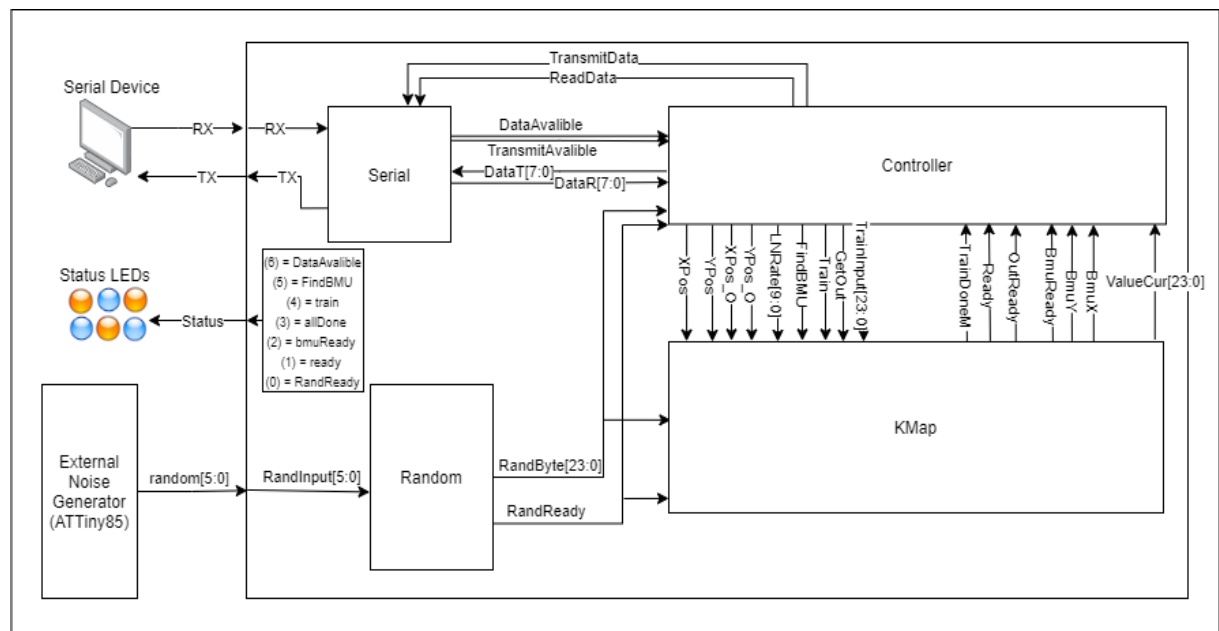 TransmitData
ReadData
Serial Device
RX
RX
DataAvalible
TransmitAvalible
DataT[7:0]
DataR[7:0]
TX
TX
Serial
Controller
Status LEDs
Status
(6) = DataAvalible
(5) = FindBMU
(4) = train
(3) = allDone
(2) = bmuReady
(1) = ready
(0) = RandReady
XPos
YPos
XPos_O
YPos_O
LNRate[9:0]
FindBMU
Train
GetOut
TrainInput[23:0]
TrainDoneM
Ready
OutReady
BmuReady
BmuY
BmuX
ValueCur[23:0]
KMap
External
Noise
Generator
(ATTiny85)
random[5:0]
RandInput[5:0]
Random
RandByte[23:0]
RandReady